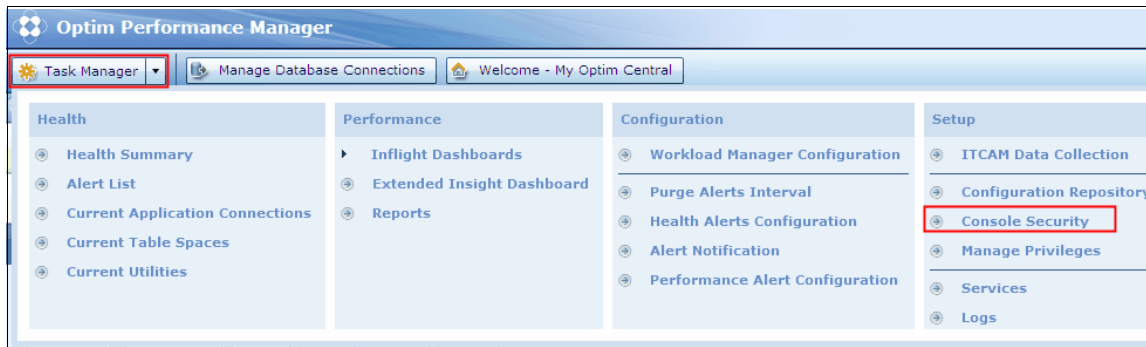 Optim Performance Manager
Task Manager
Manage Database Connections
Welcome - My Optim Central
Health
Health Summary
Alert List
Current Application Connections
Current Table Spaces
Current Utilities
Performance
Inflight Dashboards
Extended Insight Dashboard
Reports
Configuration
Workload Manager Configuration
Purge Alerts Interval
Health Alerts Configuration
Alert Notification
Performance Alert Configuration
Setup
ITCAM Data Collection
Configuration Repository
Console Security
Manage Privileges
Services
Logs